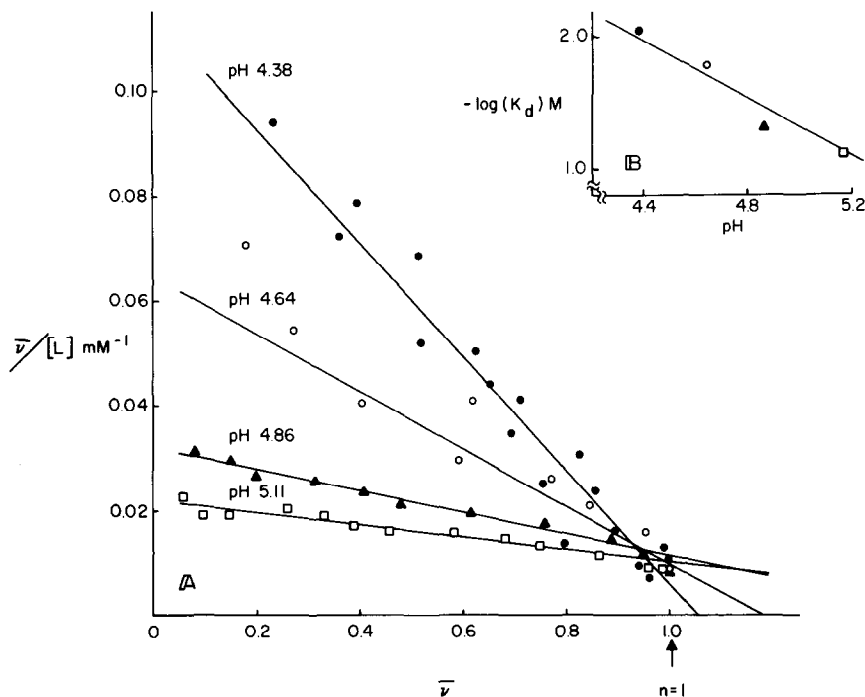 pH 4.38
pH 4.64
pH 4.86
pH 5.11
0.10
0.08
0.06
0.04
0.02
ν̅/[L] mM⁻¹
A
0 0.2 0.4 0.6 0.8 1.0
ν̅
n=1
2.0
1.0
-log(K_d) M
B
4.4 4.8 5.2
pH